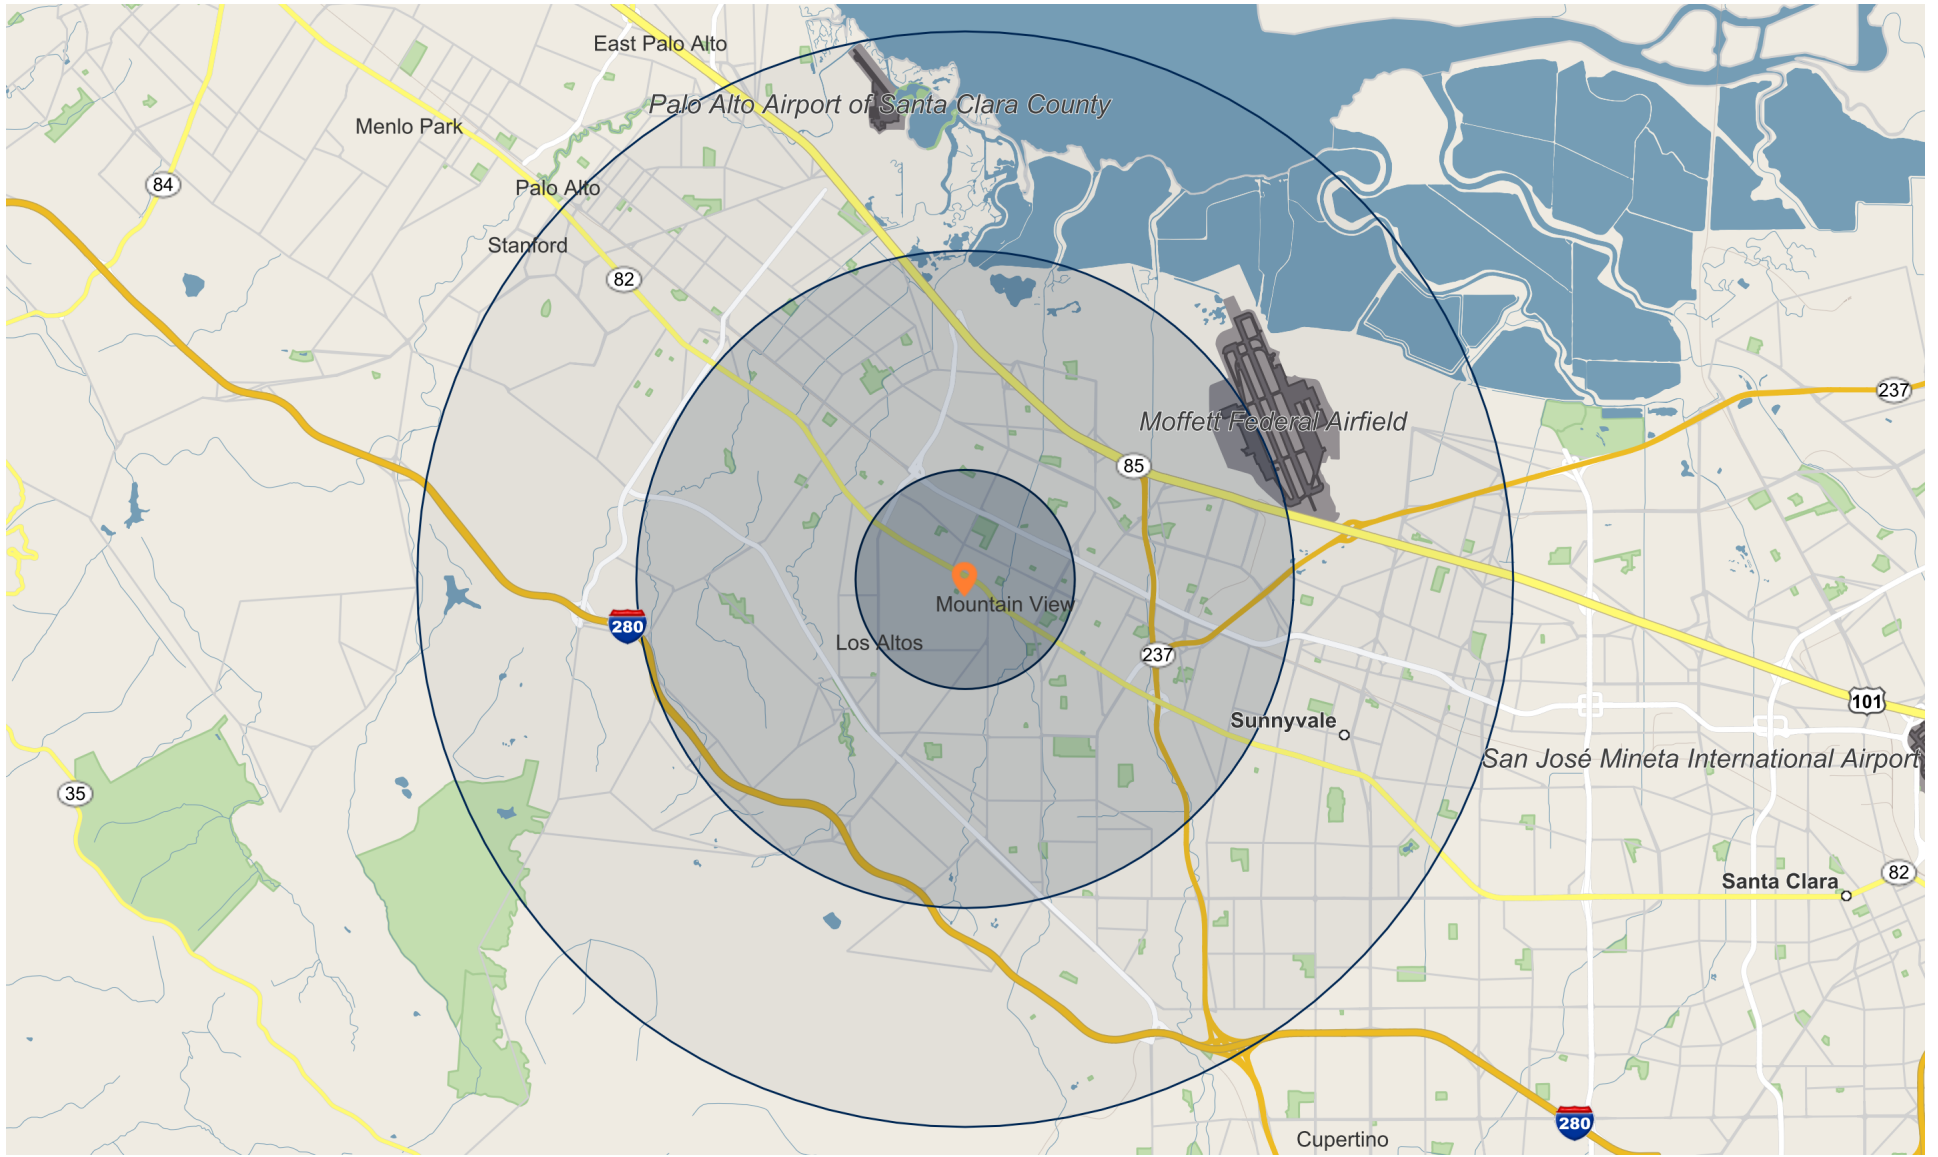 East Palo Alto
Palo Alto Airport of Santa Clara County
Menlo Park
84
Palo Alto
Stanford
82
237
Moffett Federal Airfield
85
Mountain View
280
Los Altos
237
101
Sunnyvale
San José Mineta International Airport
35
82
Santa Clara
280
Cupertino